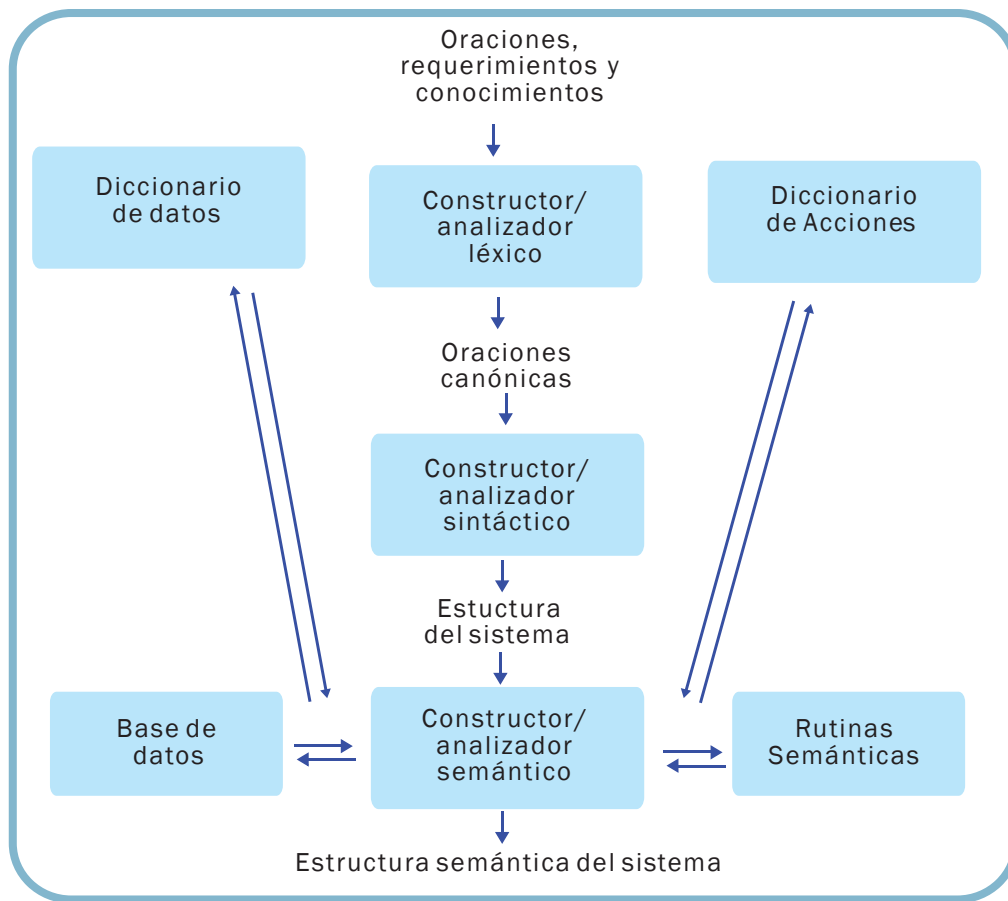 Oraciones,
requerimientos y
conocimientos
Diccionario
de datos
Constructor/
analizador
léxico
Diccionario
de Acciones
Oraciones
canónicas
Constructor/
analizador
sintáctico
Estuctura
del sistema
Base de
datos
Constructor/
analizador
semántico
Rutinas
Semánticas
Estructura semántica del sistema